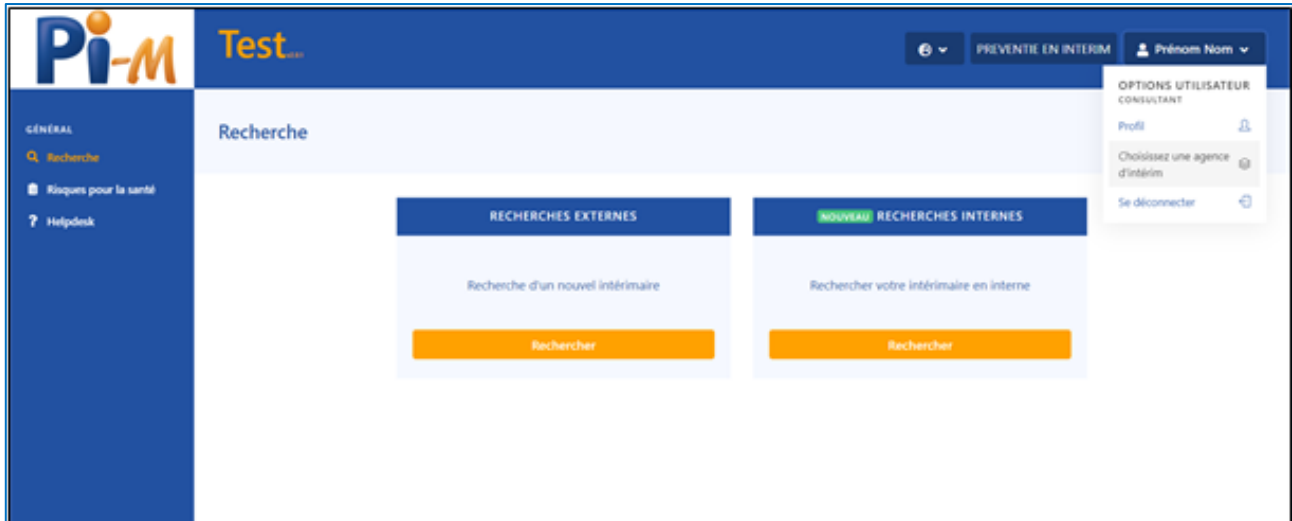 Pi-M
Test
PREVENTIE EN INTERIM
Prénom Nom
OPTIONS UTILISATEUR
CONSULTANT
Profil
Choisissez une agence
d'intérim
Se déconnecter
GÉNÉRAL
Recherche
Risques pour la santé
Helpdesk
Recherche
RECHERCHES EXTERNES
Recherche d'un nouvel intérimaire
Rechercher
NOUVEAU RECHERCHES INTERNES
Rechercher votre intérimaire en interne
Rechercher